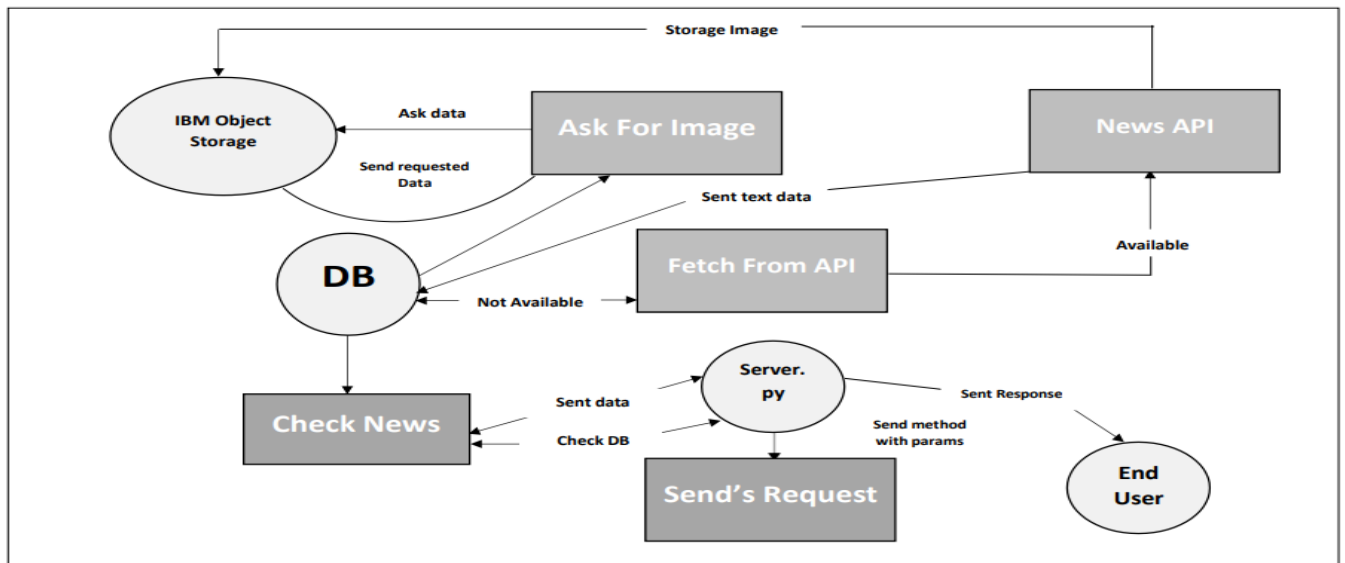 Storage Image
IBM Object
Storage
Ask data
Ask For Image
News API
Send requested
Data
Sent text data
DB
Fetch From API
Available
Not Available
Server.
py
Check News
Sent data
Sent Response
Check DB
Send method
with params
Send’s Request
End
User